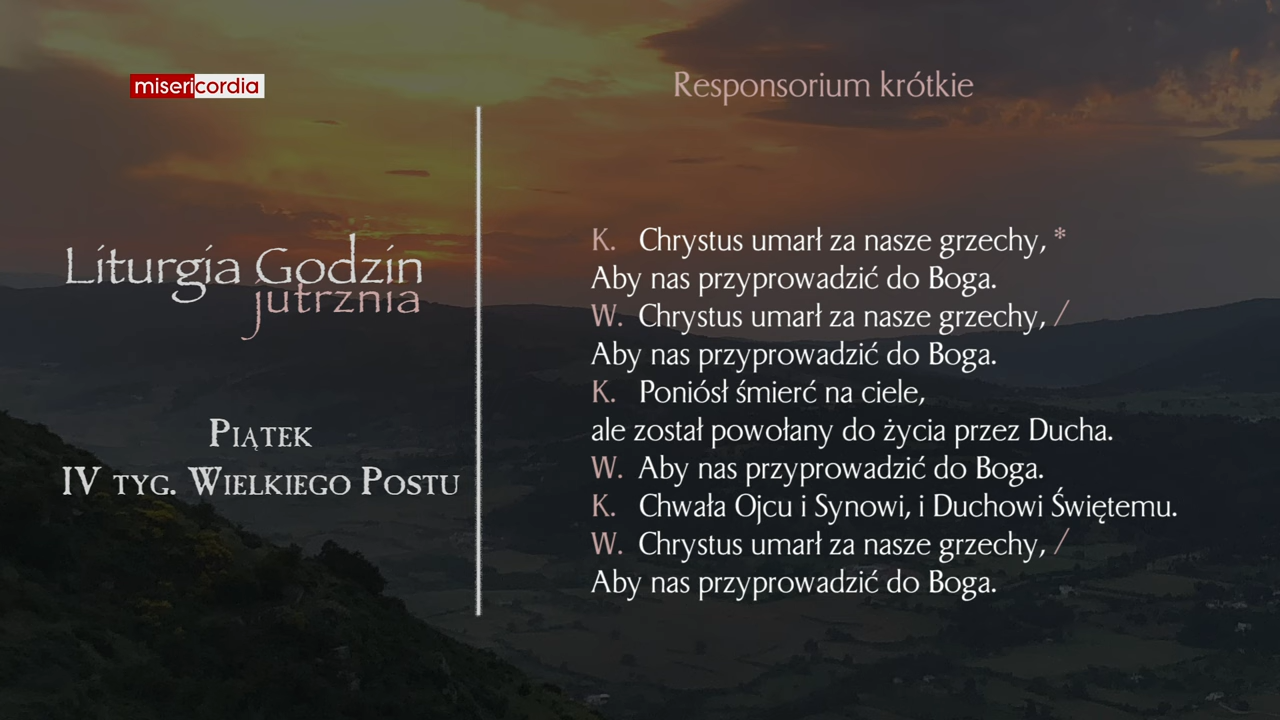 misericordia
Liturgia Godzin
jutrznia
Piątek
IV tyg. Wielkiego Postu
Responsorium krótkie
K. Chrystus umarł za nasze grzechy, *
Aby nas przyprowadzić do Boga.
W. Chrystus umarł za nasze grzechy, /
Aby nas przyprowadzić do Boga.
K. Poniósł śmierć na ciele,
ale został powołany do życia przez Ducha.
W. Aby nas przyprowadzić do Boga.
K. Chwała Ojcu i Synowi, i Duchowi Świętemu.
W. Chrystus umarł za nasze grzechy, /
Aby nas przyprowadzić do Boga.